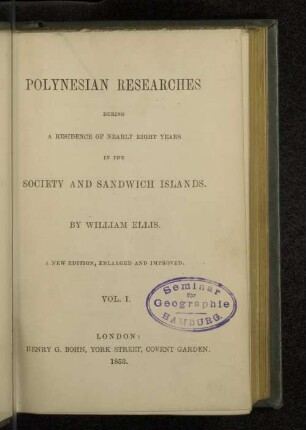 POLYNESIAN RESEARCHES
DURING
A RESIDENCE OF NEARLY EIGHT YEARS
IN THE
SOCIETY AND SANDWICH ISLANDS.
BY WILLIAM ELLIS.
A NEW EDITION, ENLARGED AND IMPROVED.
VOL. I.
Seminar
für
Geographie
HAMBURG.
LONDON:
HENRY G. BOHN, YORK STREET, COVENT GARDEN.
1853.